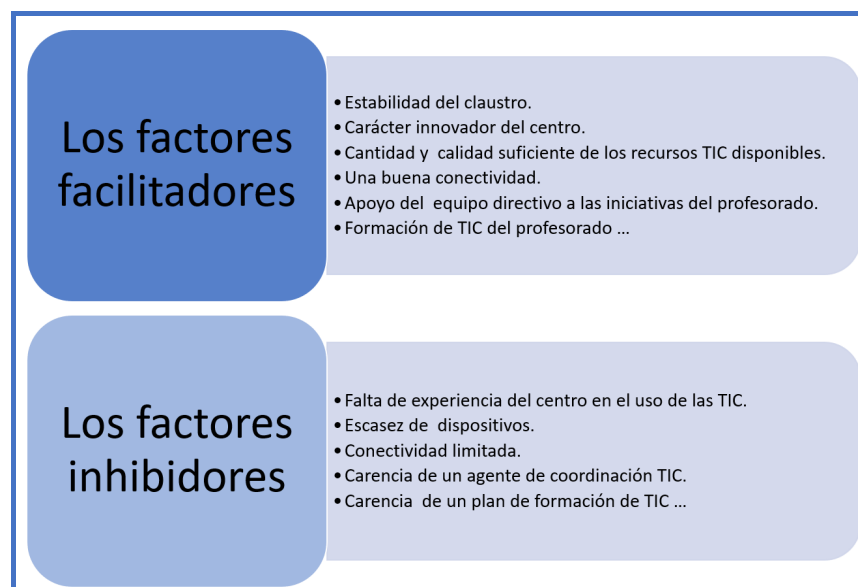 Los factores
facilitadores
• Estabilidad del claustro.
• Carácter innovador del centro.
• Cantidad y  calidad suficiente de los recursos TIC disponibles.
• Una buena conectividad.
• Apoyo del  equipo directivo a las iniciativas del profesorado.
• Formación de TIC del profesorado ...
Los factores
inhibidores
• Falta de experiencia del centro en el uso de las TIC.
• Escasez de  dispositivos.
• Conectividad limitada.
• Carencia de un agente de coordinación TIC.
• Carencia  de un plan de formación de TIC ...